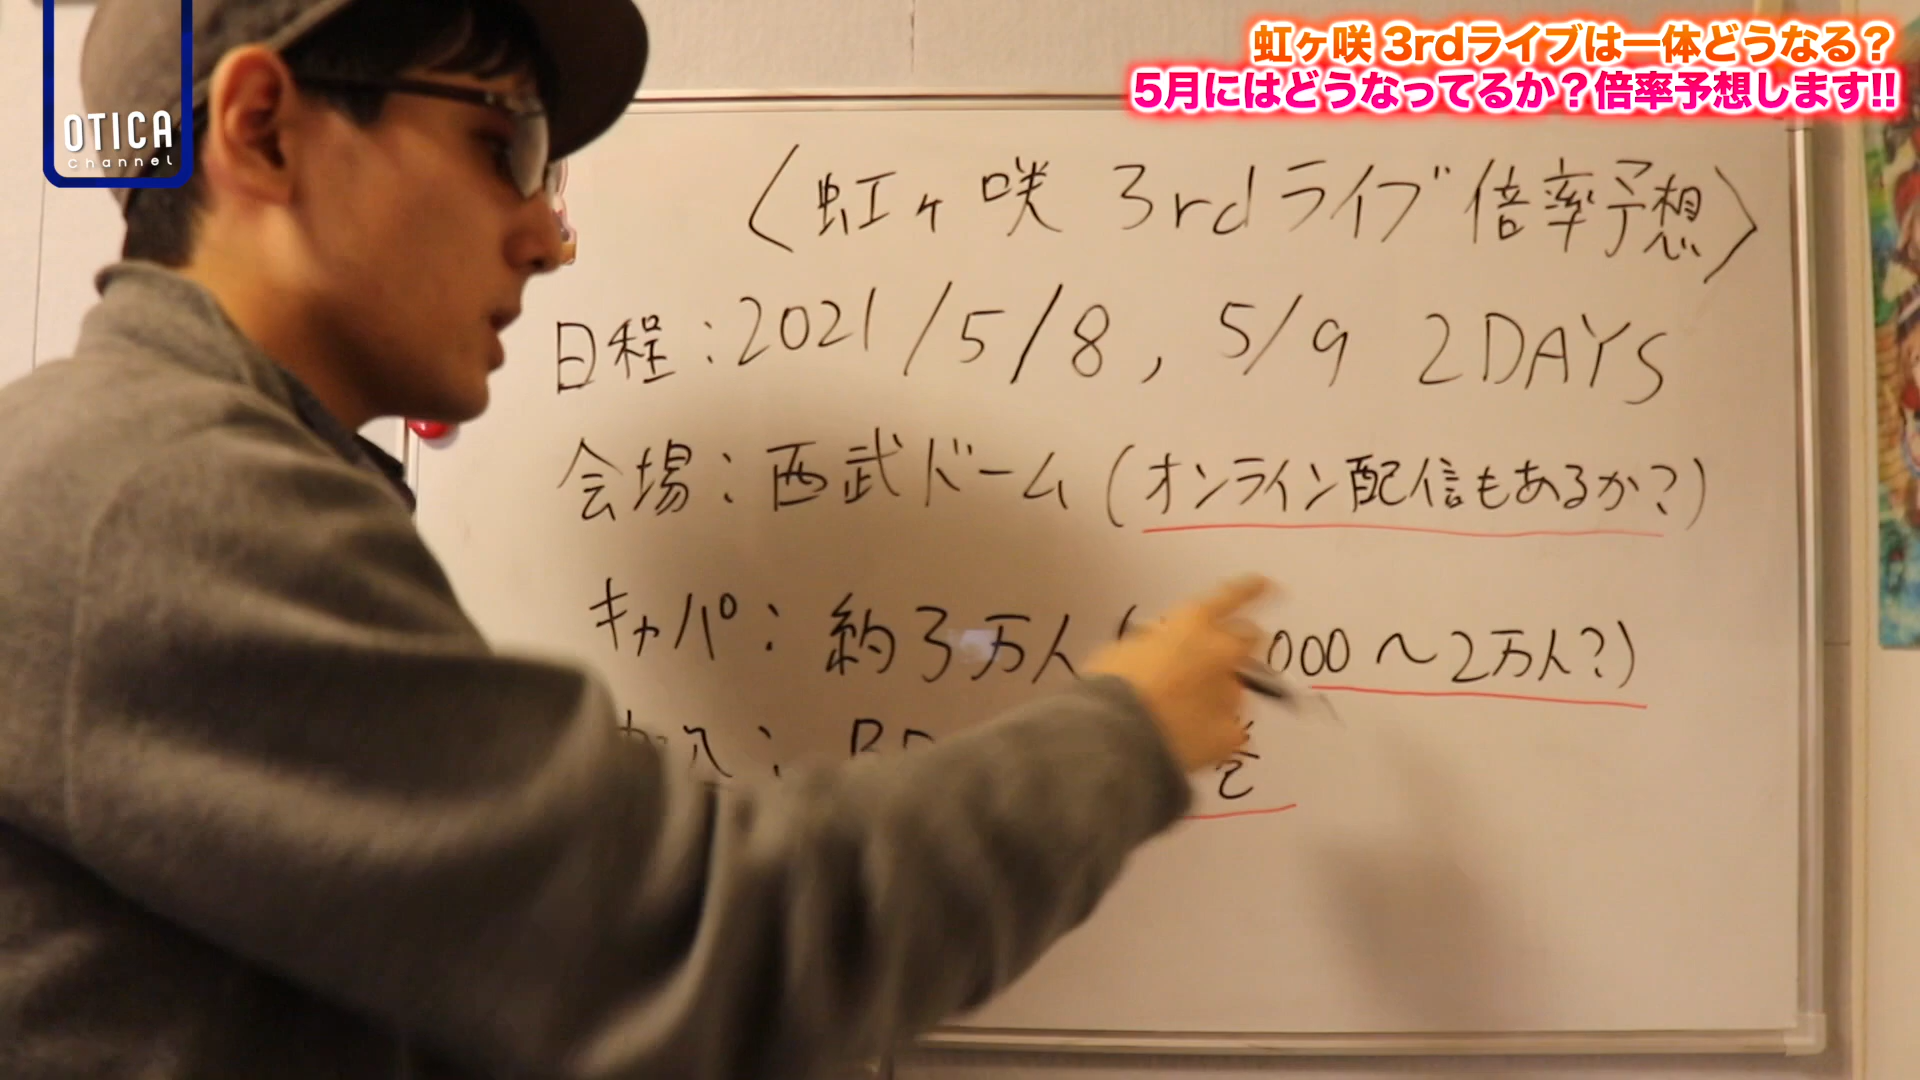 OTICA
Channel
虹ヶ咲 3rdライブは一体どうなる？
5月にはどうなってるか？倍率予想します!!
〈虹ヶ咲 3rdライブ倍率予想〉
日程：2021/5/8, 5/9 2DAYS
会場：西武ドーム(オンライン配信もあるか?)
キャパ：約3万人(000〜2万人?)
：BD巻